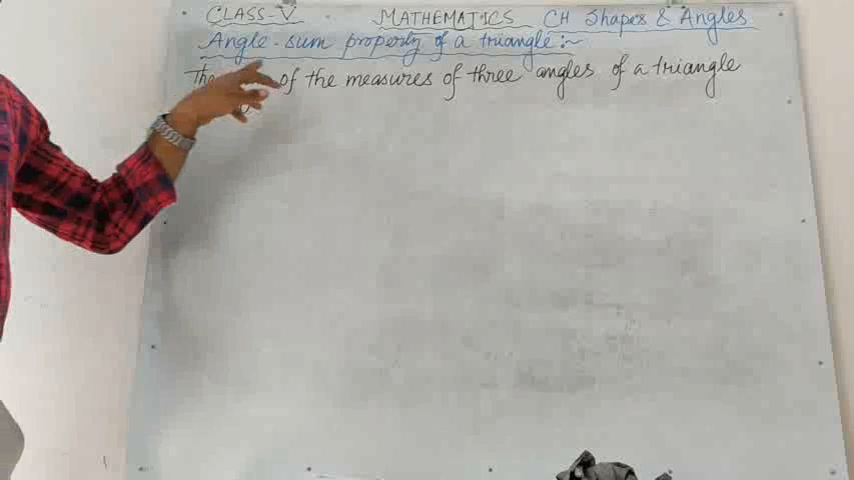 CLASS-V MATHEMATICS CH Shapes & Angles
Angle-sum property of a triangle:~
The of the measures of three angles of a triangle